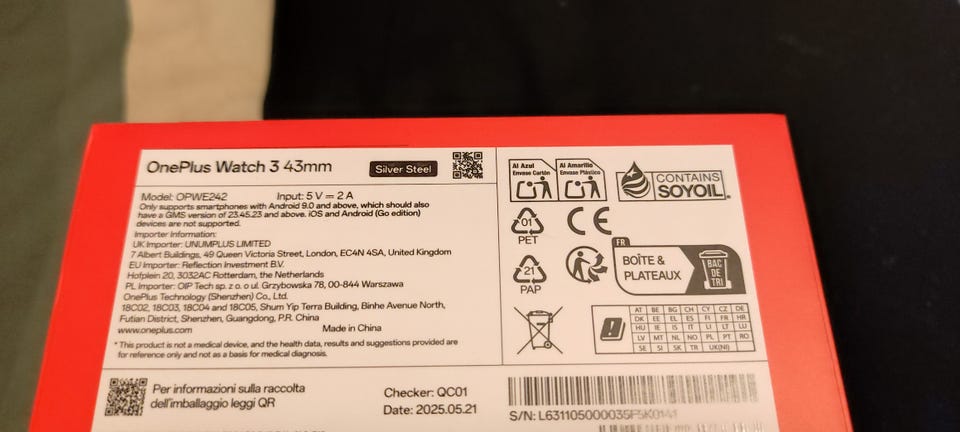 OnePlus Watch 3 43mm
Silver Steel
Model: OPWE242 Input: 5 V ⎓ 2 A
Only supports smartphones with Android 9.0 and above, which should also
have a GMS version of 23.45.23 and above. iOS and Android (Go edition)
devices are not supported.
Importer Information:
UK Importer: UNUMPLUS LIMITED
7 Albert Buildings, 49 Queen Victoria Street, London, EC4N 4SA, United Kingdom
EU Importer: Reflection Investment B.V.
Hofplein 20, 3032AC Rotterdam, the Netherlands
PL Importer: OIP Tech sp. z o. o ul. Grzybowska 78, 00-844 Warszawa
OnePlus Technology (Shenzhen) Co., Ltd.
18C02, 18C03, 18C04 and 18C05, Shum Yip Terra Building, Binhe Avenue North,
Futian District, Shenzhen, Guangdong, P.R. China
www.oneplus.com Made in China
* This product is not a medical device, and the health data, results and suggestions provided are
for reference only and not as a basis for medical diagnosis.
Al Azul
Envase Cartón
Al Amarillo
Envase Plástico
CONTAINS
SOYOIL
01
PET
CE
21
PAP
FR
BOÎTE &
PLATEAUX
BAC
DE
TRI
AT BE BG CH CY CZ DE
DK EE EL ES FI FR HR
HU IE IS IT LI LT LU
LV MT NL NO PL PT RO
SE SI SK TR UK(NI)
Per informazioni sulla raccolta
dell'imballaggio leggi QR
Checker: QC01
Date: 2025.05.21
S/N: